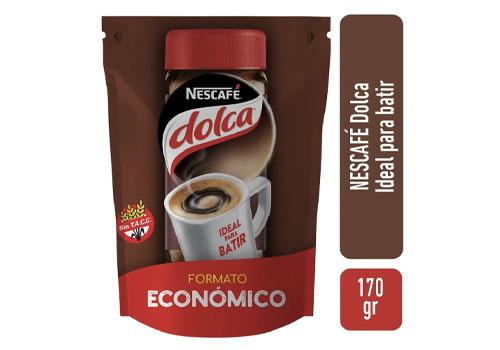 NESCAFÉ
dolca
IDEAL
PARA
BATIR
Sin T.A.C.C.
FORMATO
ECONÓMICO
NESCAFÉ Dolca
Ideal para batir
170
gr